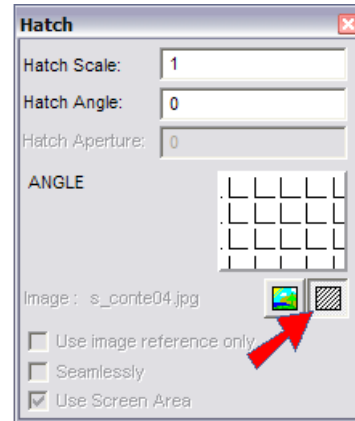 Hatch
Hatch Scale: 1
Hatch Angle: 0
Hatch Aperture: 0
ANGLE
Image : s_conte04.jpg
Use image reference only
Seamlessly
Use Screen Area